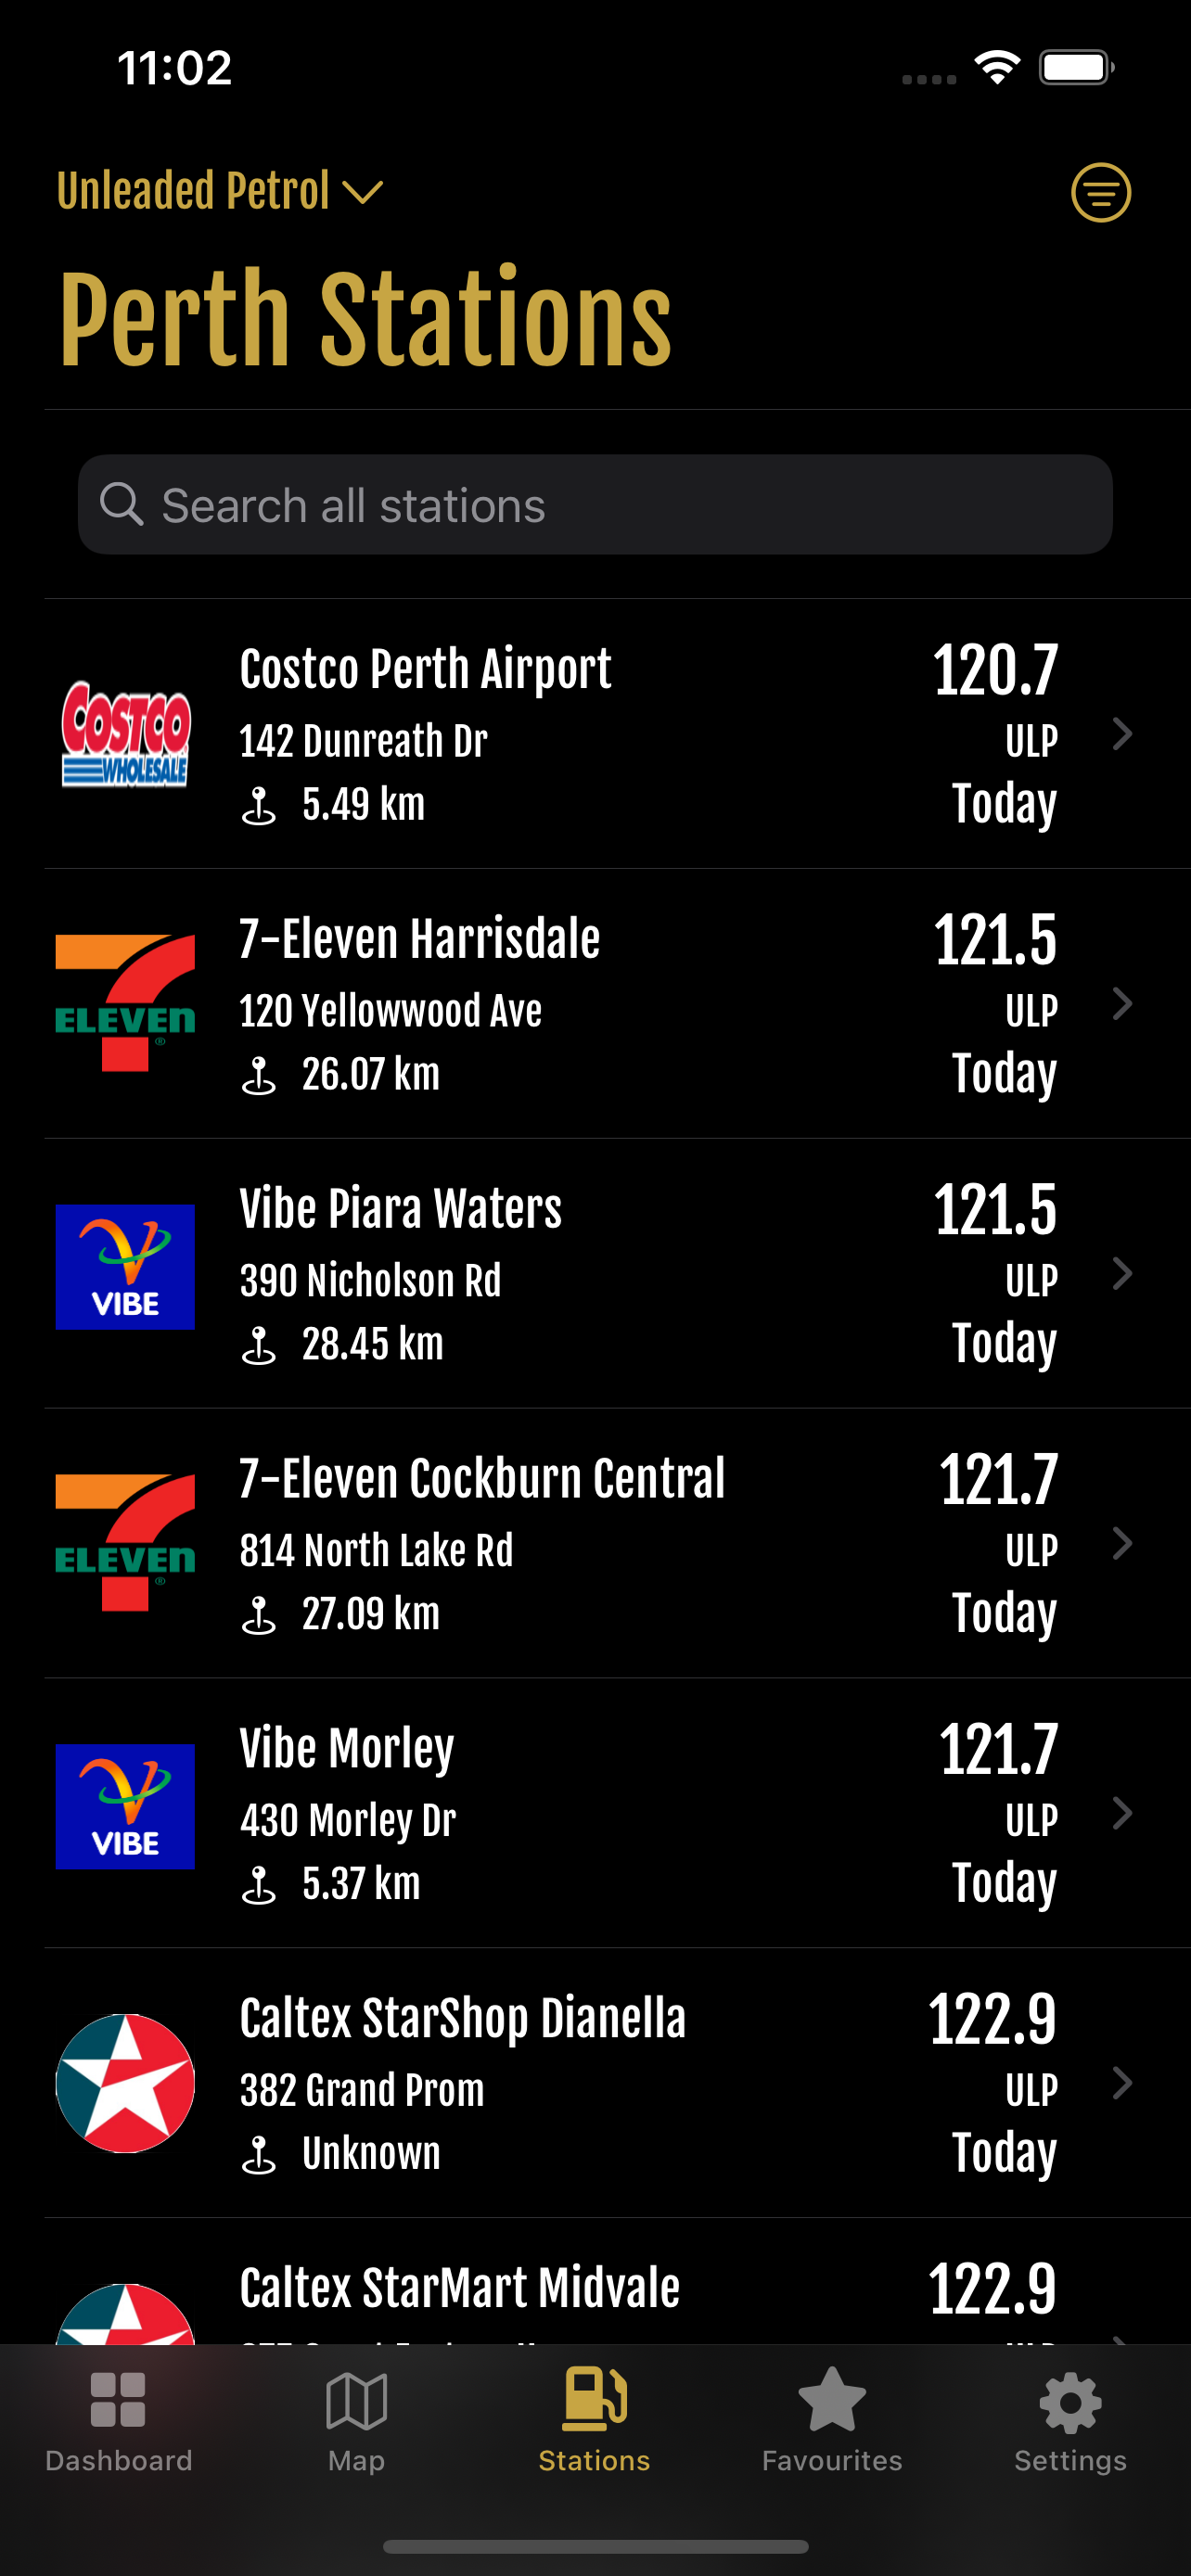 11:02
Unleaded Petrol
Perth Stations
Search all stations
COSTCO
WHOLESALE
Costco Perth Airport
120.7
142 Dunreath Dr
ULP
5.49 km
Today
ELEVEn
®
7-Eleven Harrisdale
121.5
120 Yellowwood Ave
ULP
26.07 km
Today
VIBE
Vibe Piara Waters
121.5
390 Nicholson Rd
ULP
28.45 km
Today
ELEVEn
®
7-Eleven Cockburn Central
121.7
814 North Lake Rd
ULP
27.09 km
Today
VIBE
Vibe Morley
121.7
430 Morley Dr
ULP
5.37 km
Today
Caltex StarShop Dianella
122.9
382 Grand Prom
ULP
Unknown
Today
Caltex StarMart Midvale
122.9
Dashboard
Map
Stations
Favourites
Settings